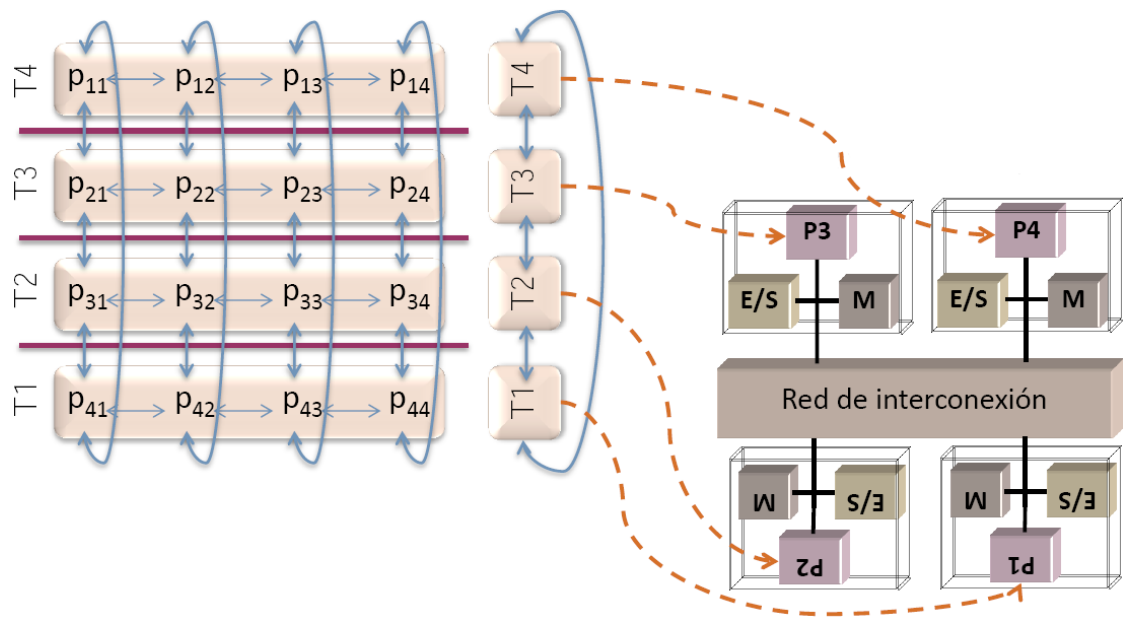 T4
p11 p12 p13 p14
T3
p21 p22 p23 p24
T2
p31 p32 p33 p34
T1
p41 p42 p43 p44
T4
T3
T2
T1
P3
E/S M
P4
E/S M
Red de interconexión
M E/S
P2
M E/S
P1